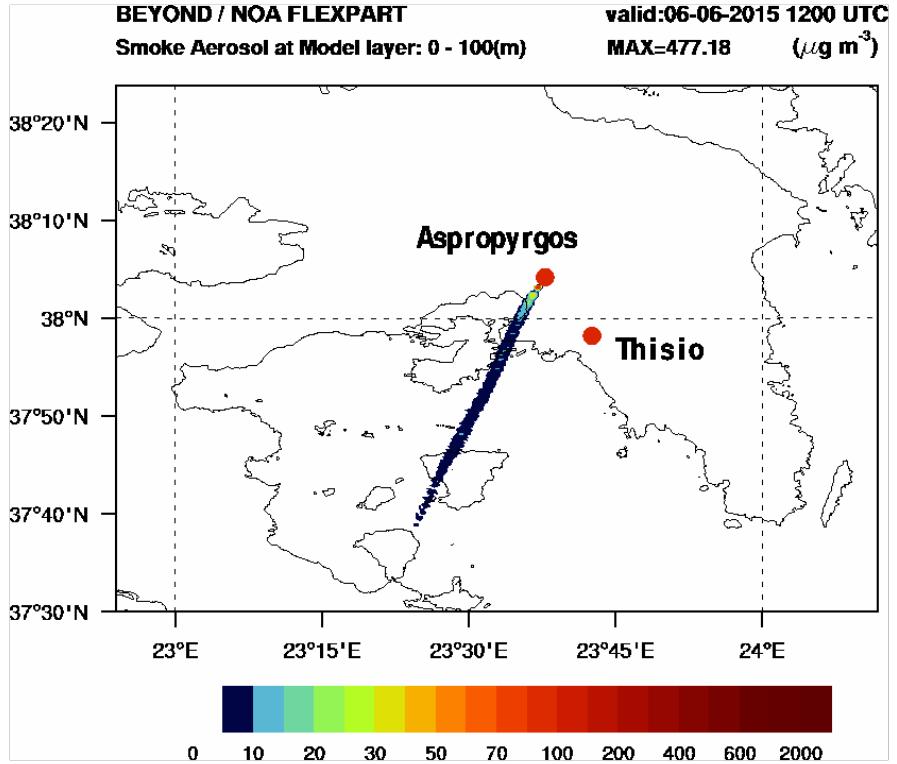 BEYOND / NOA FLEXPART valid:06-06-2015 1200 UTC
Smoke Aerosol at Model layer: 0 - 100(m) MAX=477.18 (μg m⁻³)
38°20'N
38°10'N
Aspropyrgos
38°N
Thisio
37°50'N
37°40'N
37°30'N
23°E 23°15'E 23°30'E 23°45'E 24°E
0 10 20 30 50 70 100 200 400 600 2000